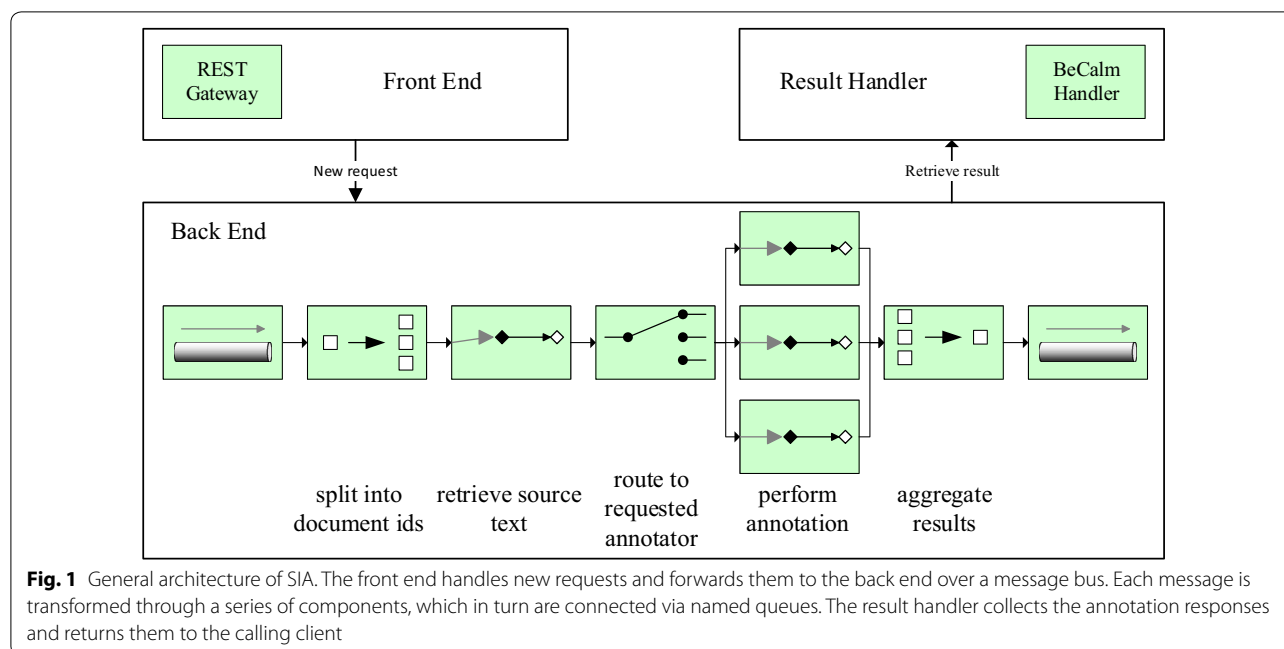 REST
Gateway
Front End
Result Handler
BeCalm
Handler
New request
Retrieve result
Back End
split into
document ids
retrieve source
text
route to
requested
annotator
perform
annotation
aggregate
results
Fig. 1 General architecture of SIA. The front end handles new requests and forwards them to the back end over a message bus. Each message is
transformed through a series of components, which in turn are connected via named queues. The result handler collects the annotation responses
and returns them to the calling client